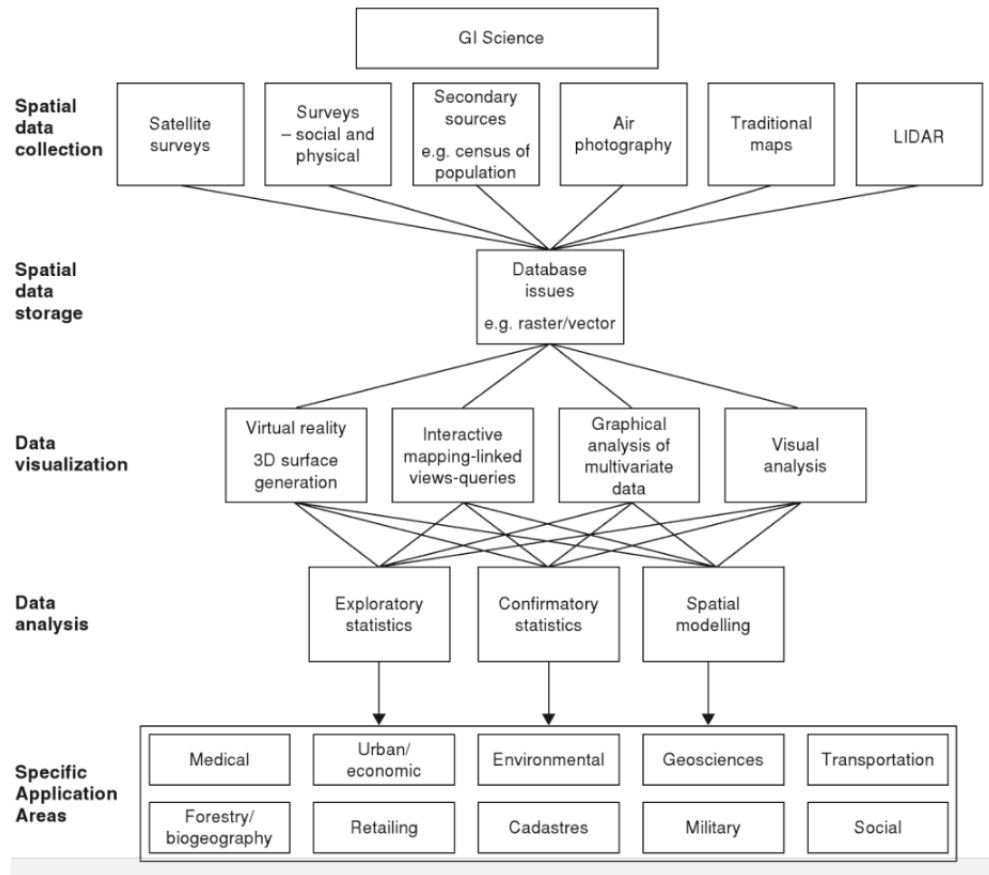 GI Science
Spatial
data
collection
Satellite
surveys
Surveys
– social and
physical
Secondary
sources
e.g. census of
population
Air
photography
Traditional
maps
LIDAR
Spatial
data
storage
Database
issues
e.g. raster/vector
Data
visualization
Virtual reality
3D surface
generation
Interactive
mapping-linked
views-queries
Graphical
analysis of
multivariate
data
Visual
analysis
Data
analysis
Exploratory
statistics
Confirmatory
statistics
Spatial
modelling
Specific
Application
Areas
Medical
Urban/
economic
Environmental
Geosciences
Transportation
Forestry/
biogeography
Retailing
Cadastres
Military
Social